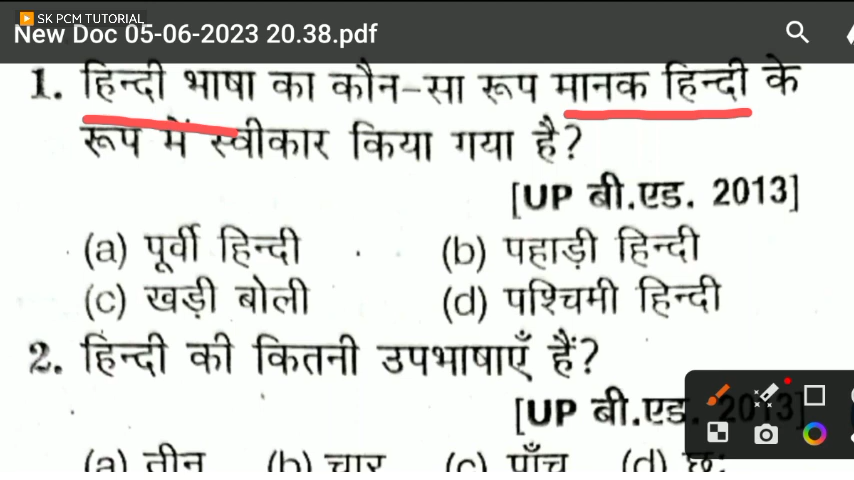 SK PCM TUTORIAL
New Doc 05-06-2023 20.38.pdf
1. हिन्दी भाषा का कौन-सा रूप मानक हिन्दी के
रूप में स्वीकार किया गया है?
[UP बी.एड. 2013]
(a) पूर्वी हिन्दी (b) पहाड़ी हिन्दी
(c) खड़ी बोली (d) पश्चिमी हिन्दी
2. हिन्दी की कितनी उपभाषाएँ हैं?
[UP बी.एड. 2013]
(a) तीन (b) चार (c) पाँच (d) छः